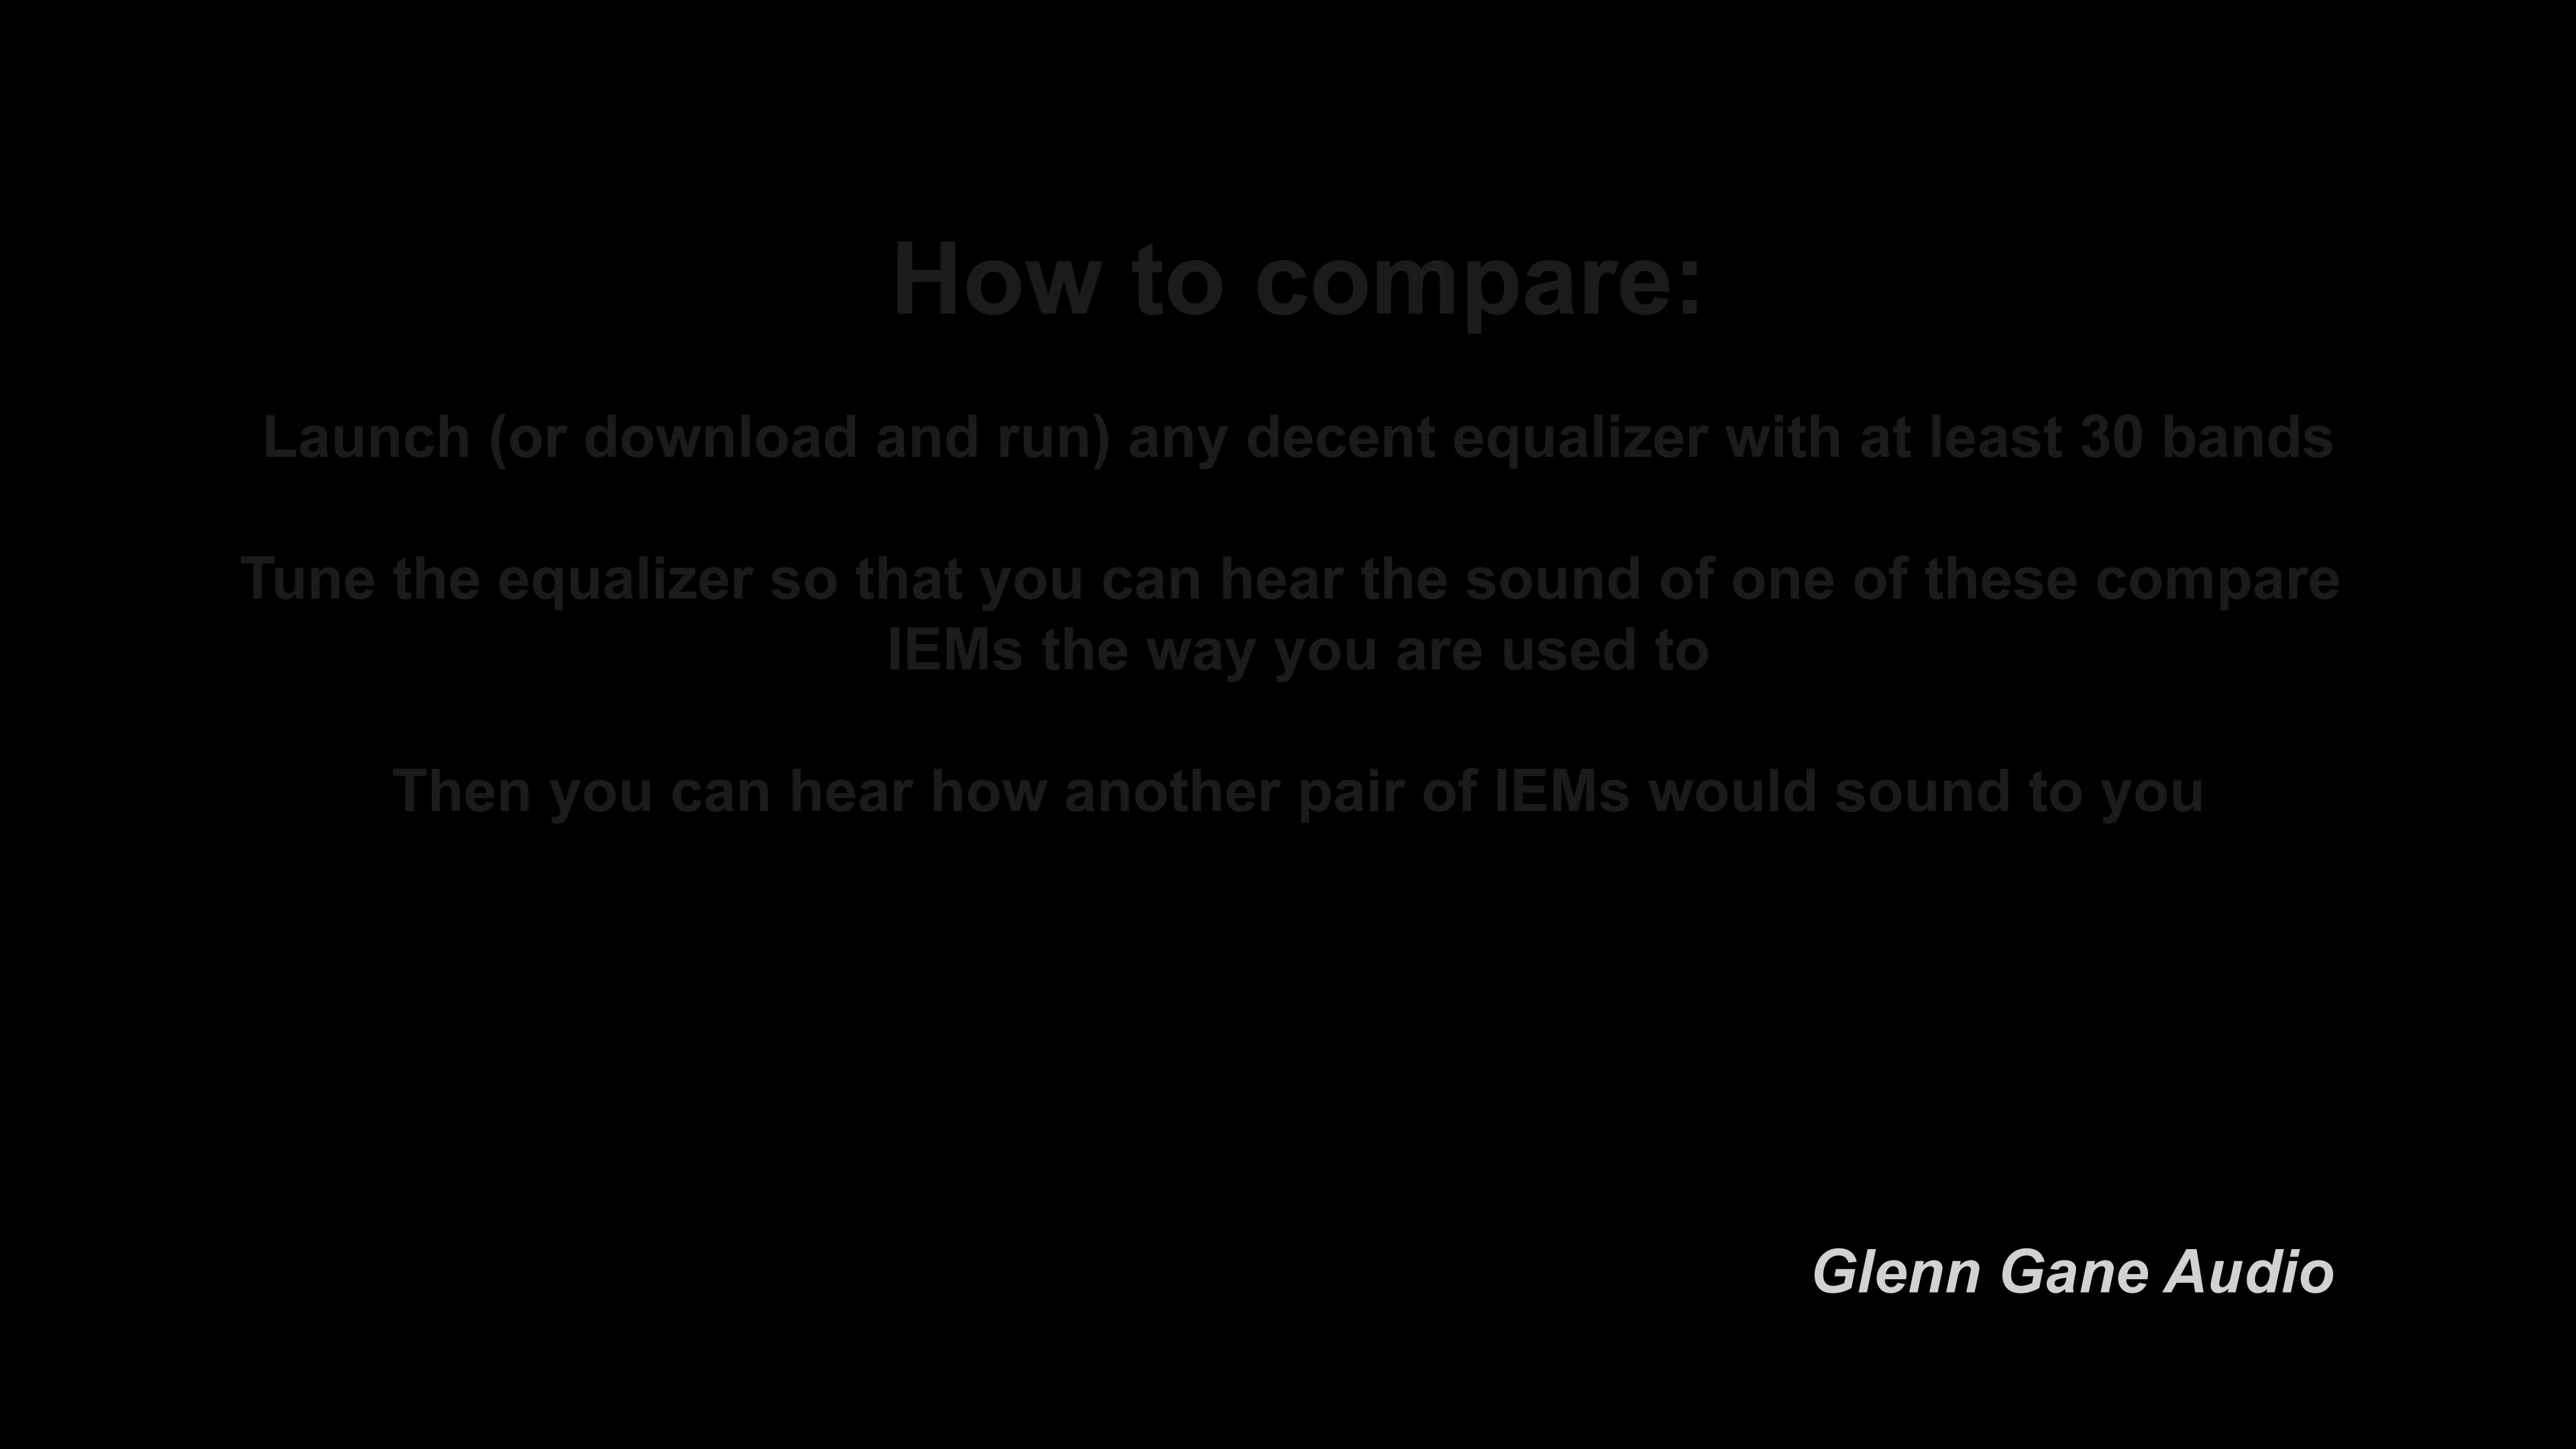 How to compare:
Launch (or download and run) any decent equalizer with at least 30 bands
Tune the equalizer so that you can hear the sound of one of these compare
IEMs the way you are used to
Then you can hear how another pair of IEMs would sound to you
Glenn Gane Audio